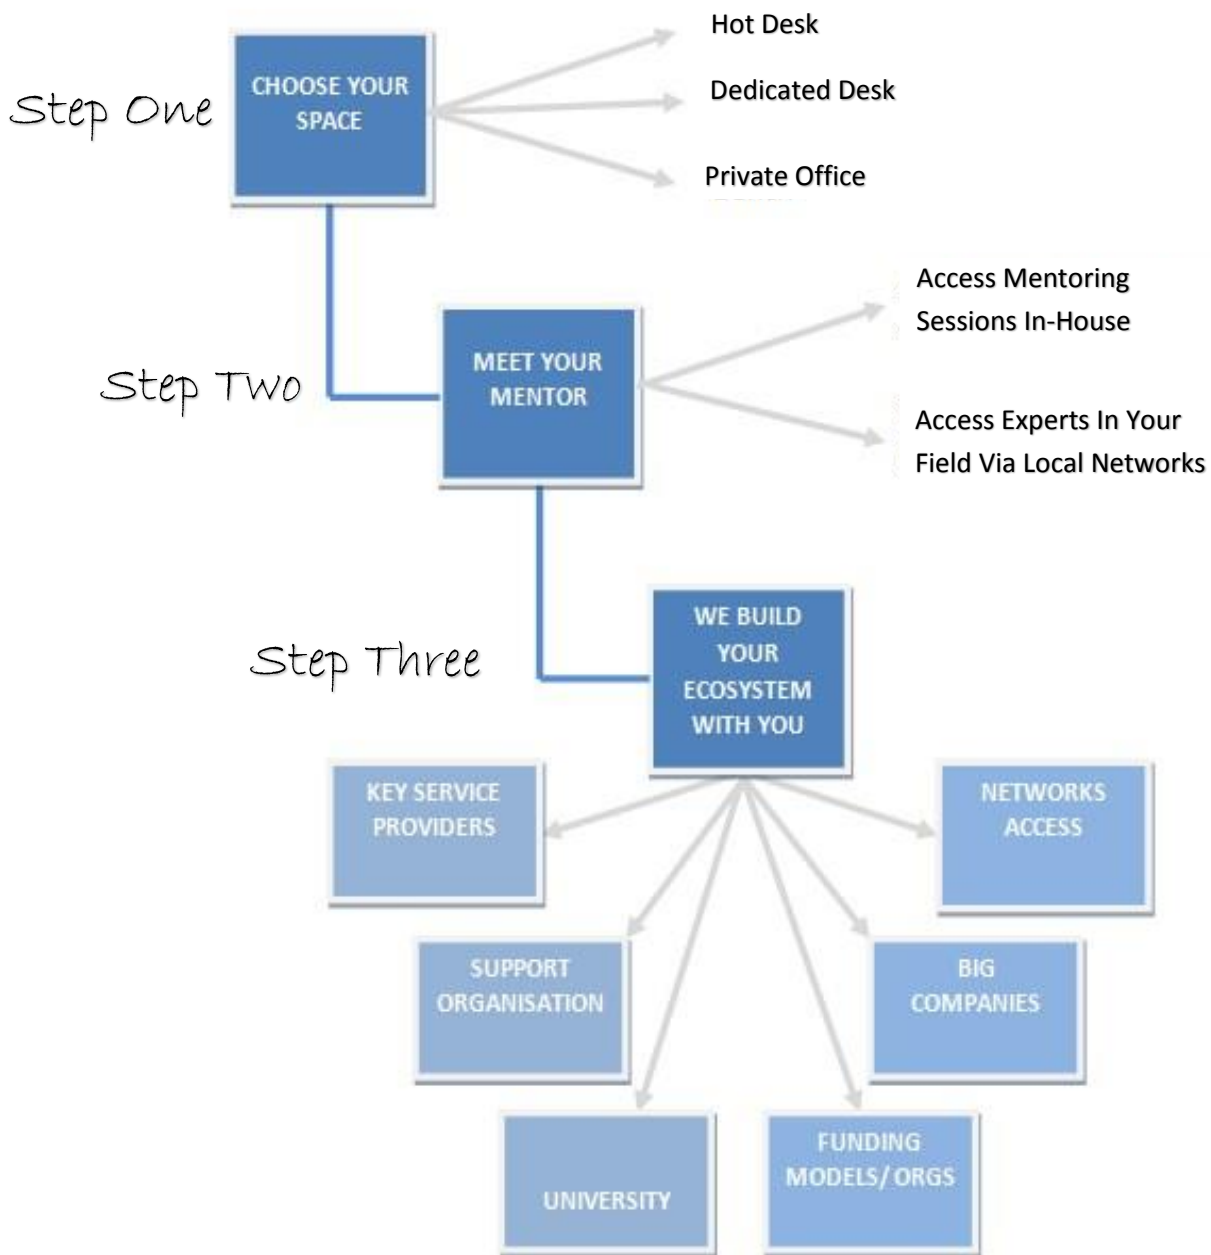 Hot Desk
Step One
CHOOSE YOUR
SPACE
Dedicated Desk
Private Office
Access Mentoring
Sessions In-House
Step Two
MEET YOUR
MENTOR
Access Experts In Your
Field Via Local Networks
Step Three
WE BUILD
YOUR
ECOSYSTEM
WITH YOU
KEY SERVICE
PROVIDERS
NETWORKS
ACCESS
SUPPORT
ORGANISATION
BIG
COMPANIES
UNIVERSITY
FUNDING
MODELS/ ORGS